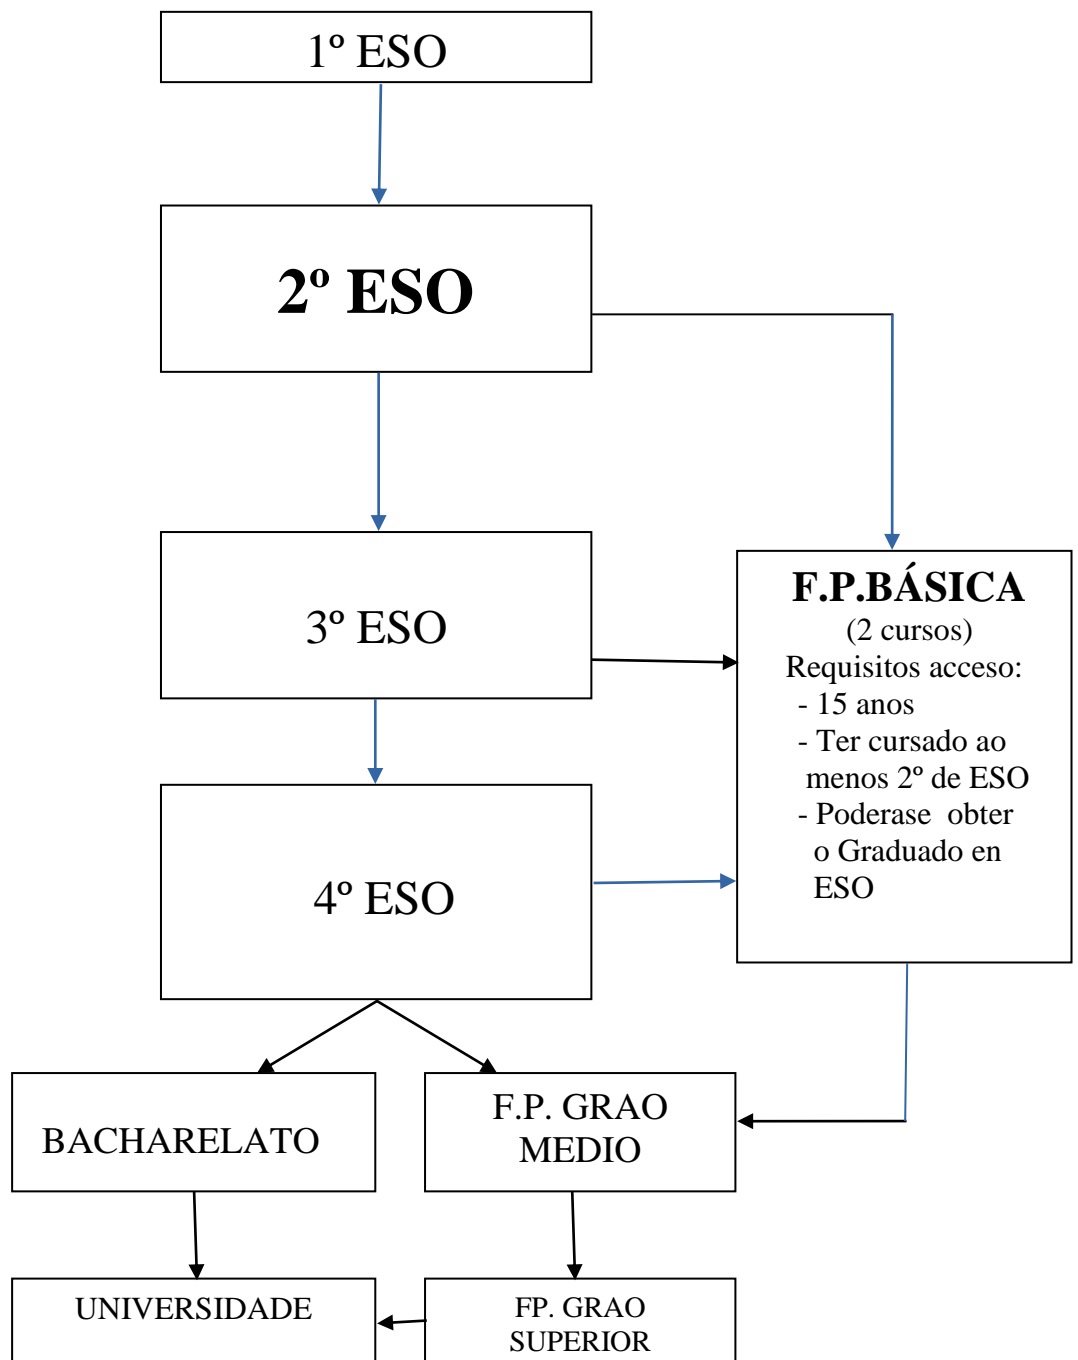 1º ESO
2º ESO
3º ESO
F.P.BÁSICA
(2 cursos)
Requisitos acceso:
- 15 anos
- Ter cursado ao
menos 2º de ESO
- Poderase obter
o Graduado en
ESO
4º ESO
BACHARELATO
F.P. GRAO
MEDIO
UNIVERSIDADE
FP. GRAO
SUPERIOR